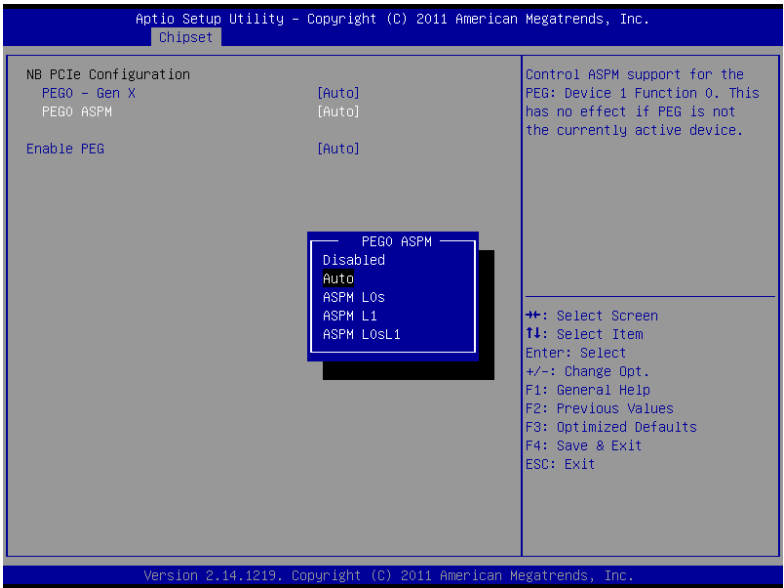 Aptio Setup Utility – Copyright (C) 2011 American Megatrends, Inc.
Chipset
NB PCIe Configuration
PEG0 – Gen X [Auto]
PEG0 ASPM [Auto]
Enable PEG [Auto]
Control ASPM support for the
PEG: Device 1 Function 0. This
has no effect if PEG is not
the currently active device.
PEG0 ASPM
Disabled
Auto
ASPM L0s
ASPM L1
ASPM L0sL1
→←: Select Screen
↑↓: Select Item
Enter: Select
+/–: Change Opt.
F1: General Help
F2: Previous Values
F3: Optimized Defaults
F4: Save & Exit
ESC: Exit
Version 2.14.1219. Copyright (C) 2011 American Megatrends, Inc.